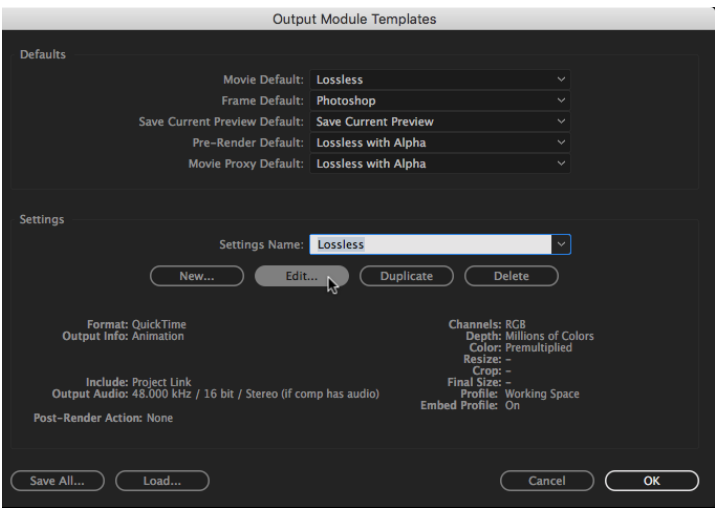 Output Module Templates
Defaults
Movie Default: Lossless
Frame Default: Photoshop
Save Current Preview Default: Save Current Preview
Pre-Render Default: Lossless with Alpha
Movie Proxy Default: Lossless with Alpha
Settings
Settings Name: Lossless
New... Edit... Duplicate Delete
Format: QuickTime
Output Info: Animation
Include: Project Link
Output Audio: 48.000 kHz / 16 bit / Stereo (if comp has audio)
Post-Render Action: None
Channels: RGB
Depth: Millions of Colors
Color: Premultiplied
Resize: –
Crop: –
Final Size: –
Profile: Working Space
Embed Profile: On
Save All... Load... Cancel OK